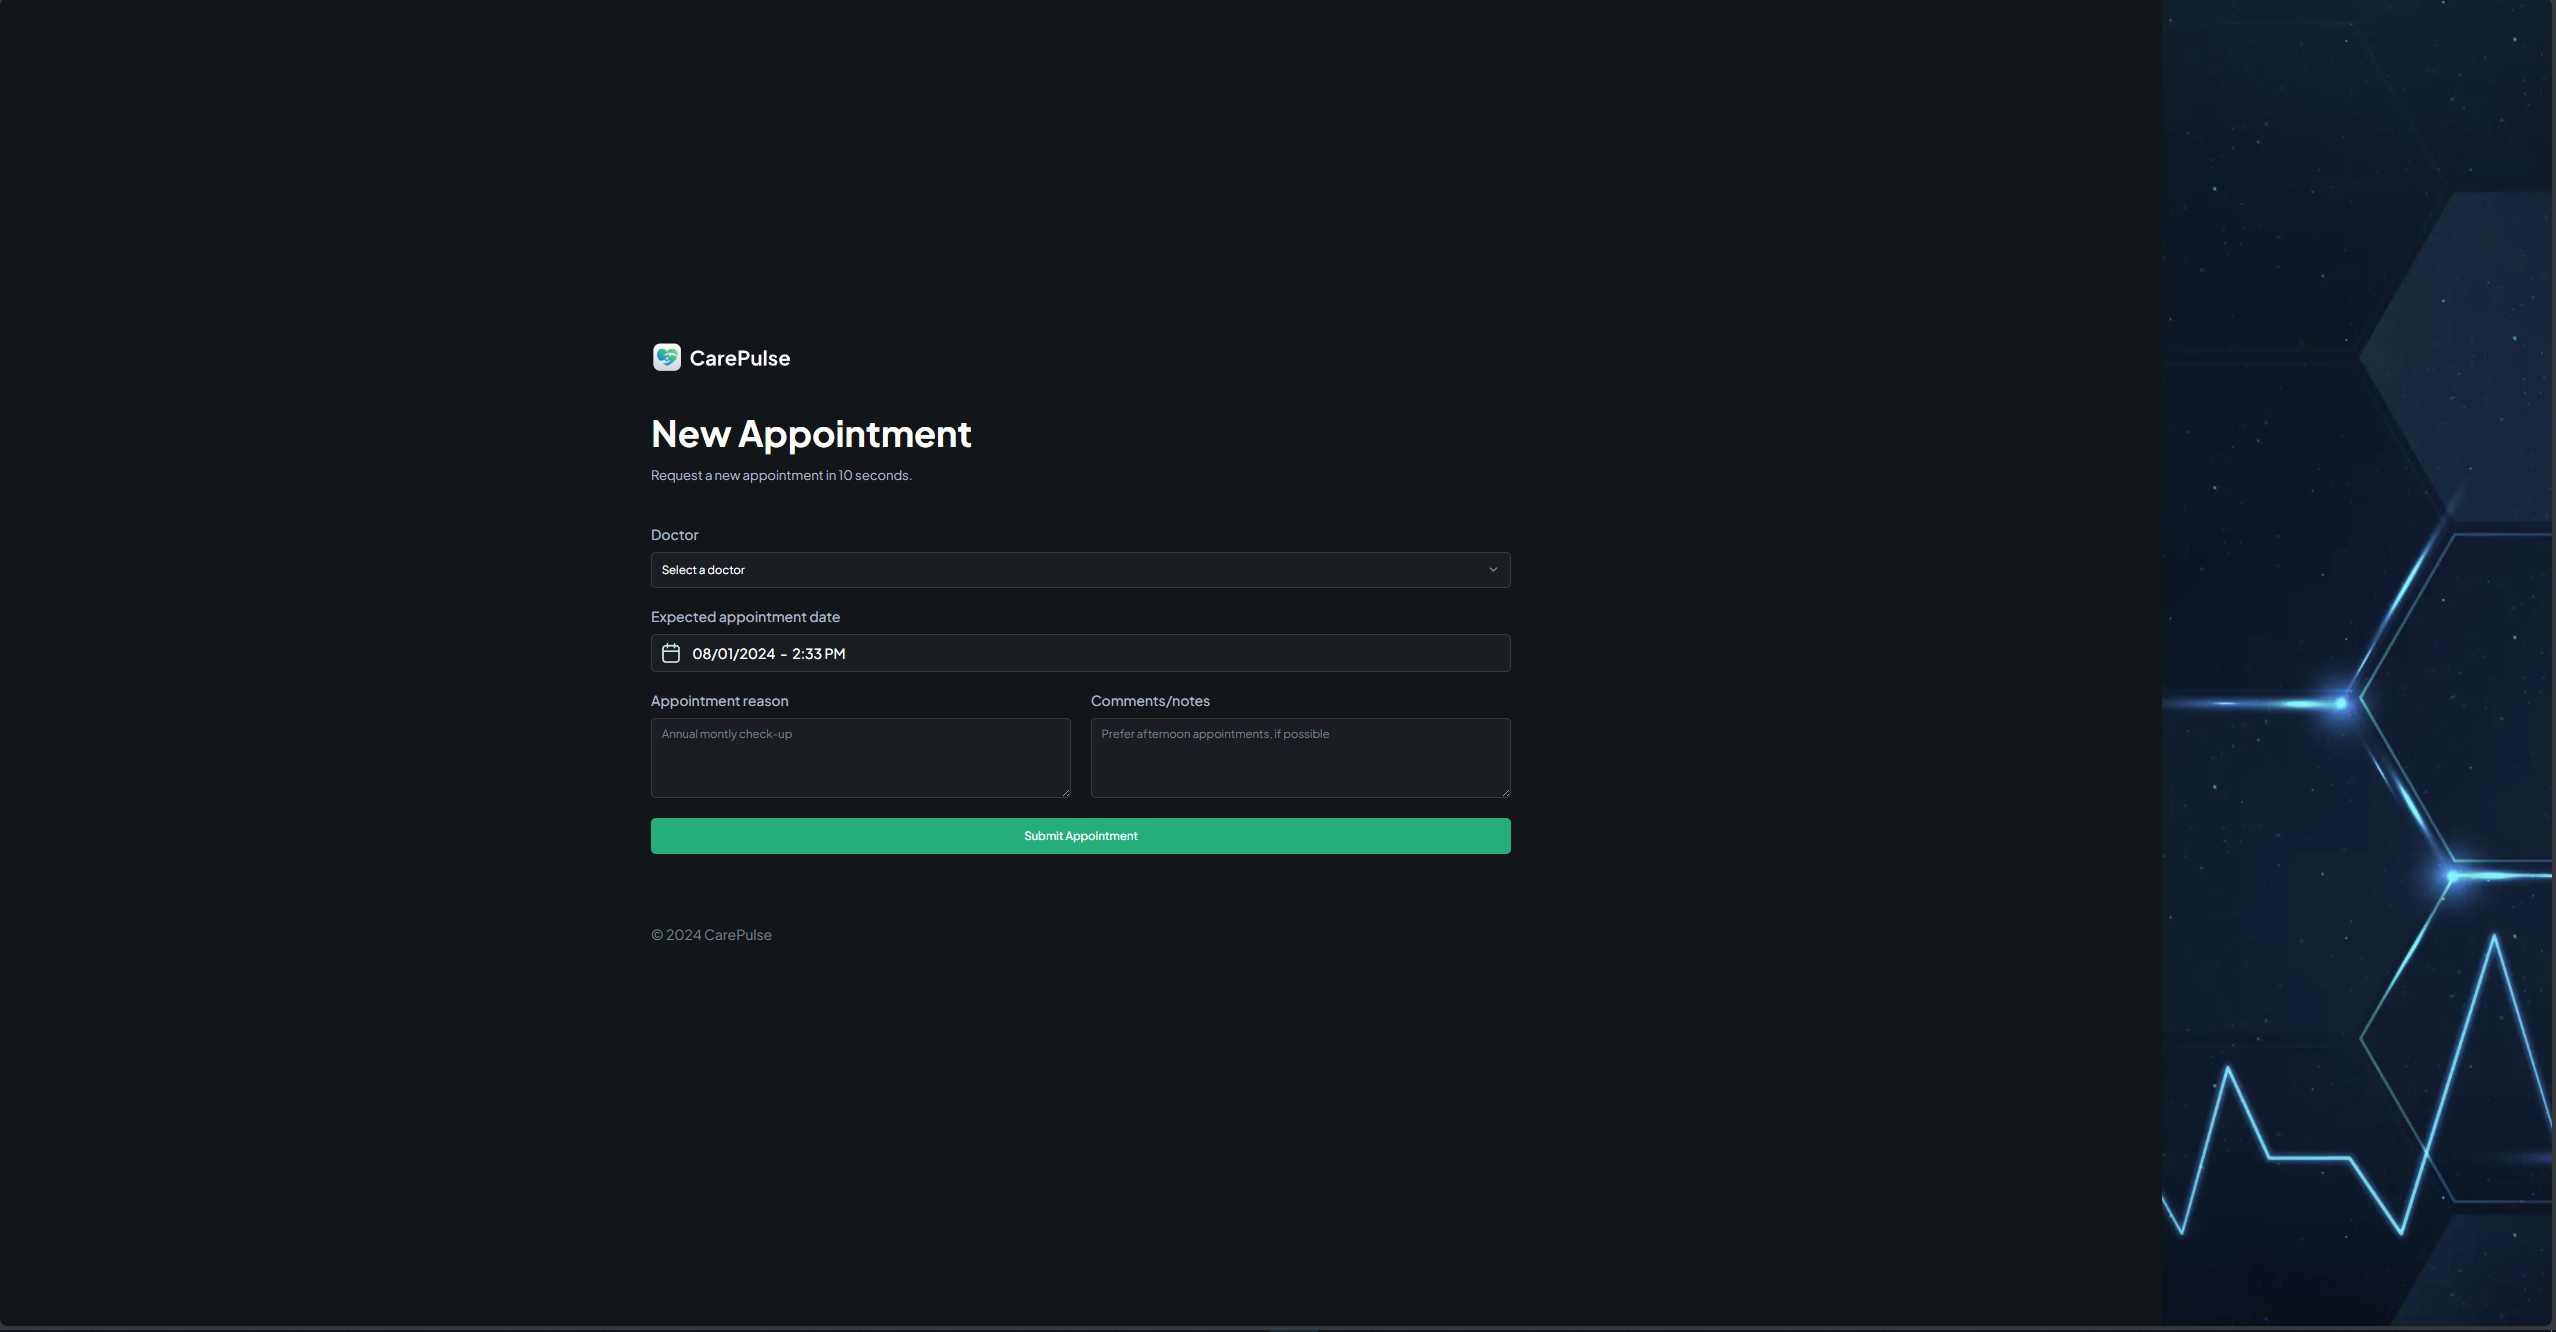 CarePulse
New Appointment
Request a new appointment in 10 seconds.
Doctor
Select a doctor
Expected appointment date
08/01/2024 - 2:33 PM
Appointment reason
Comments/notes
Annual montly check-up
Prefer afternoon appointments, if possible
Submit Appointment
© 2024 CarePulse